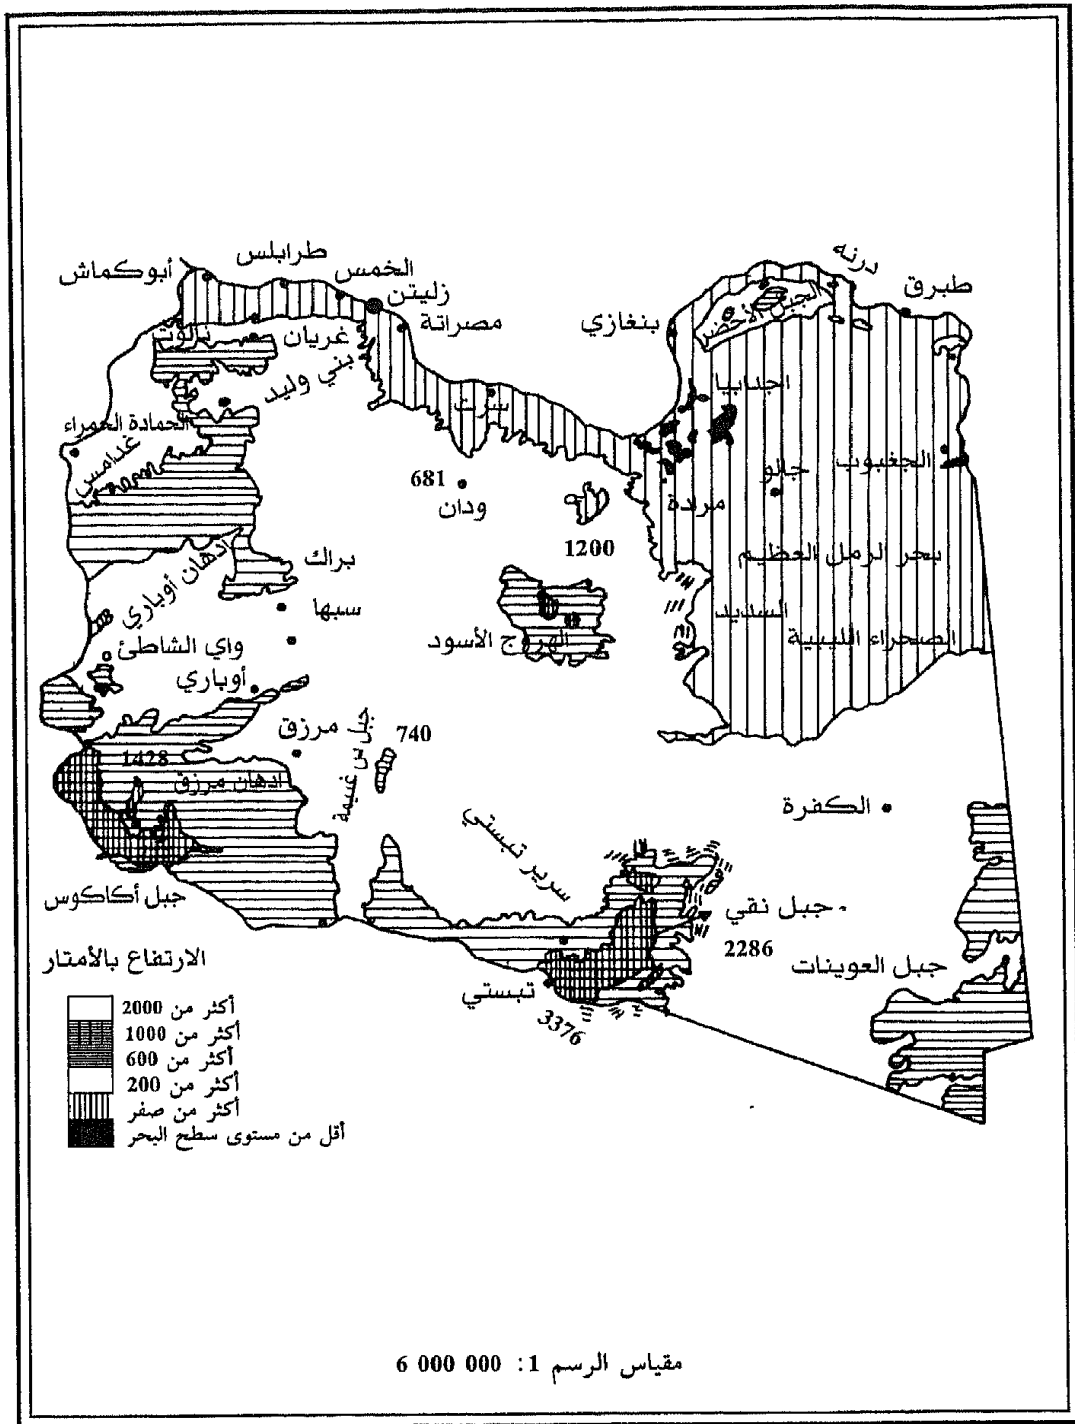 أبوكماش
طرابلس
الخمس
زليتن
مصراتة
درنه
طبرق
بنغازي
الجبل الأخضر
نالوت
غريان
بني وليد
اجدابيا
سرت
الحمادة الحمراء
غدامس
681
ودان
الجغبوب
جالو
مرادة
1200
براك
ادهان أوباري
بحر الرمل العظيم
سبها
السديد
الصحراء الليبية
الهروج الأسود
واي الشاطئ
أوباري
مرزق
جبل س غنيمة
740
1428
ادهان مرزق
الكفرة
سرير تبستي
جبل أكاكوس
جبل نقي
2286
جبل العوينات
تبستي
3376
الارتفاع بالأمتار
أكثر من 2000
أكثر من 1000
أكثر من 600
أكثر من 200
أكثر من صفر
أقل من مستوى سطح البحر
مقياس الرسم 1: 000 000 6